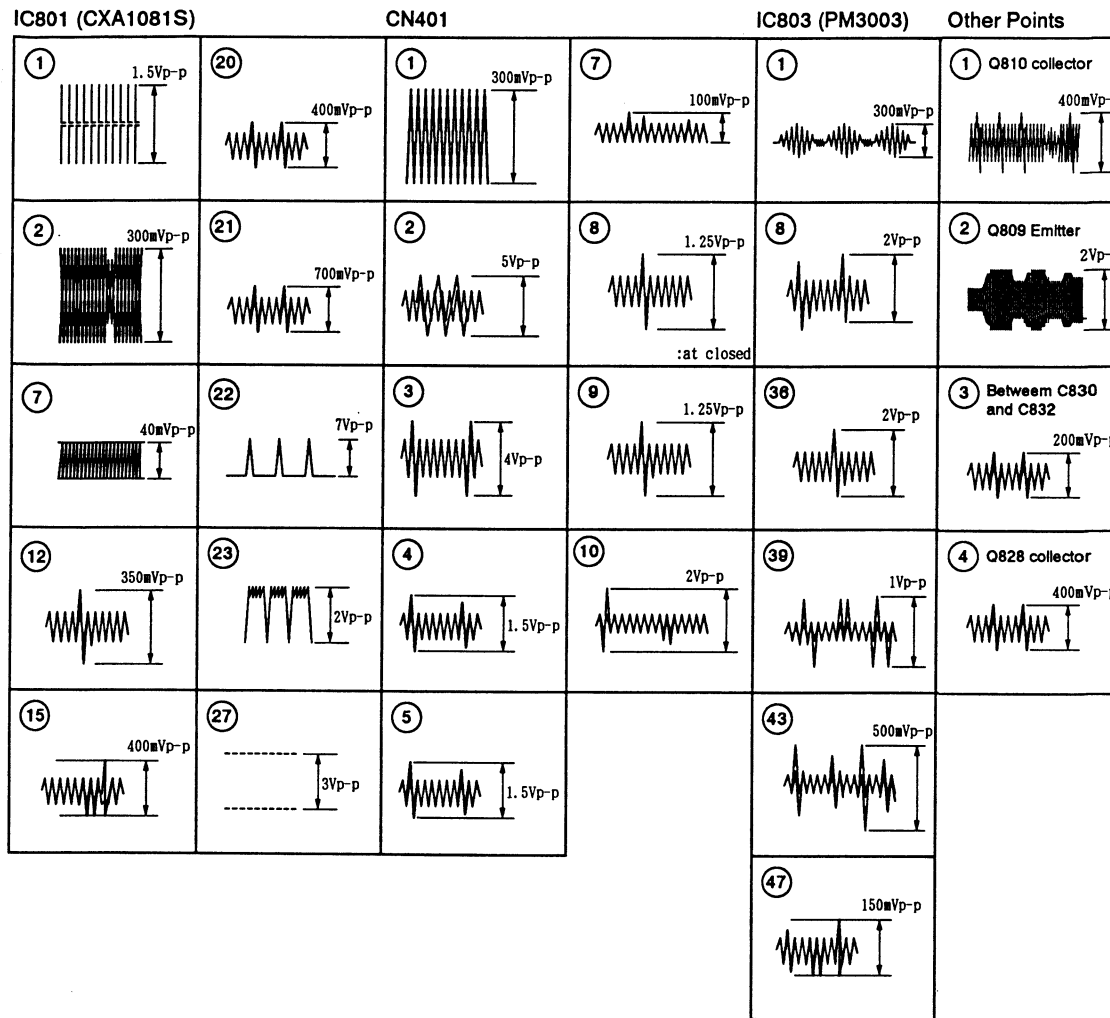 IC801 (CXA1081S) CN401 IC803 (PM3003) Other Points
1 20 1 7 1 1 Q810 collector
1.5Vp-p 400mVp-p 300mVp-p 100mVp-p 300mVp-p 400mVp-p
2 21 2 8 8 2 Q809 Emitter
300mVp-p 700mVp-p 5Vp-p 1.25Vp-p 2Vp-p 2Vp-
:at closed
7 22 3 9 36 3 Betweem C830
and C832
40mVp-p 7Vp-p 4Vp-p 1.25Vp-p 2Vp-p 200mVp-p
12 23 4 10 39 4 Q828 collector
350mVp-p 2Vp-p 1.5Vp-p 2Vp-p 1Vp-p 400mVp-p
15 27 5 43
400mVp-p 3Vp-p 1.5Vp-p 500mVp-p
47
150mVp-p